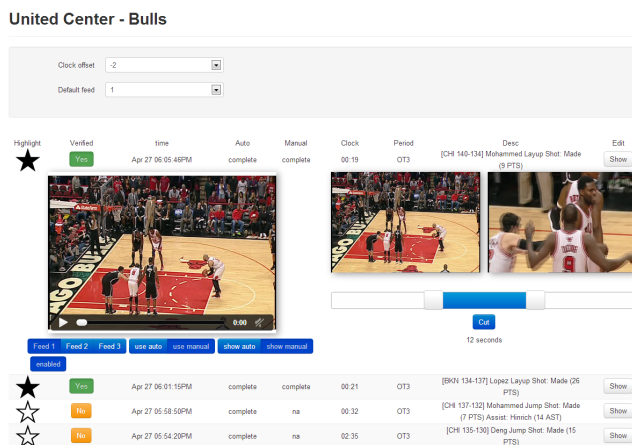 United Center - Bulls
Clock offset -2
Default feed 1
Highlight Verified time Auto Manual Clock Period Desc Edit
Yes Apr 27 06:05:46PM complete complete 00:19 OT3 [CHI 140-134] Mohammed Layup Shot: Made (9 PTS) Show
0:00
9
Cut
12 seconds
Feed 1 Feed 2 Feed 3 use auto use manual show auto show manual
enabled
Yes Apr 27 06:01:15PM complete complete 00:21 OT3 [BKN 134-137] Lopez Layup Shot: Made (26 PTS) Show
No Apr 27 05:58:50PM complete na 00:32 OT3 [CHI 137-132] Mohammed Jump Shot: Made (7 PTS) Assist: Hinrich (14 AST) Show
No Apr 27 05:54:20PM complete na 02:35 OT3 [CHI 135-130] Deng Jump Shot: Made (15 PTS) Show